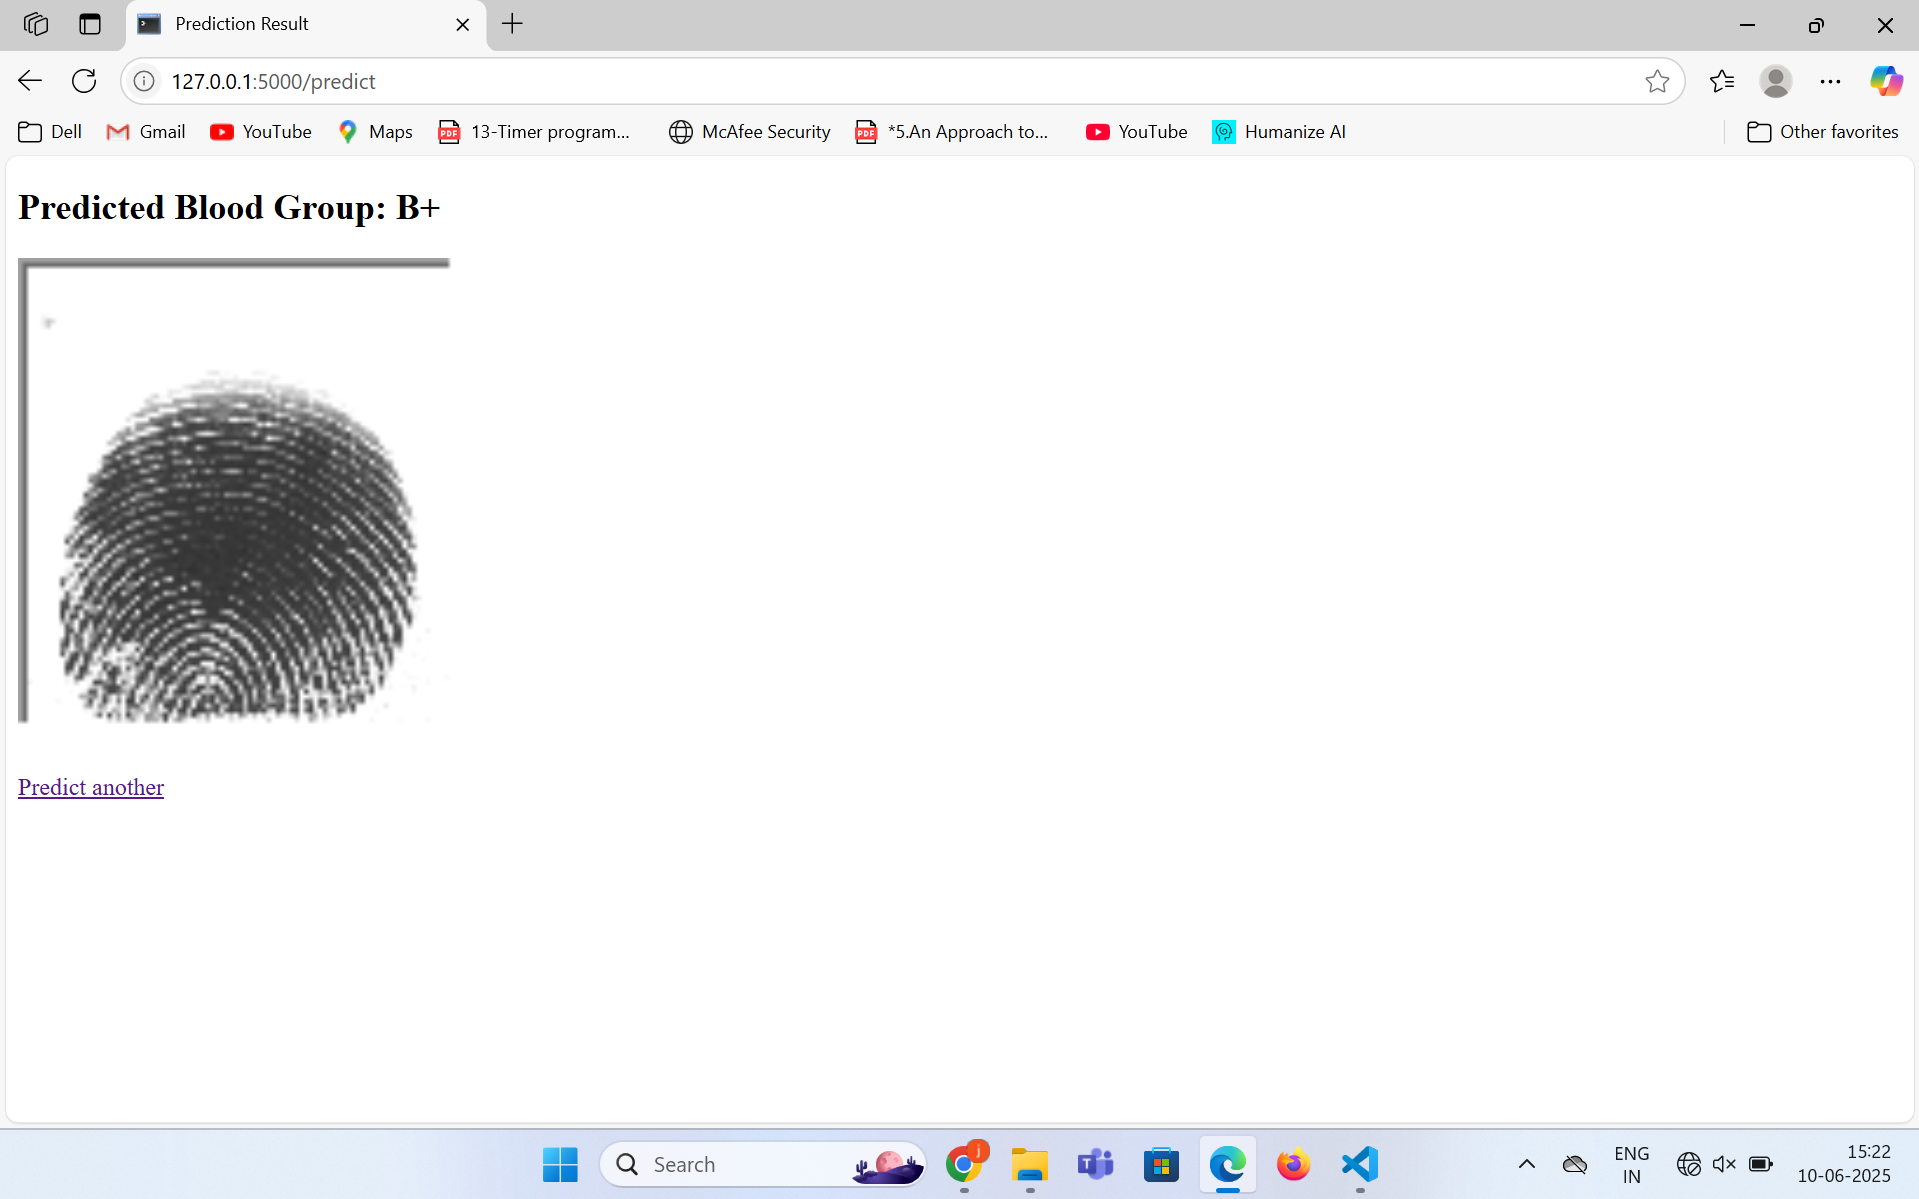 Prediction Result
127.0.0.1:5000/predict
Dell Gmail YouTube Maps 13-Timer program... McAfee Security *5.An Approach to... YouTube Humanize AI Other favorites
Predicted Blood Group: B+
Predict another
Search
ENG
IN
15:22
10-06-2025